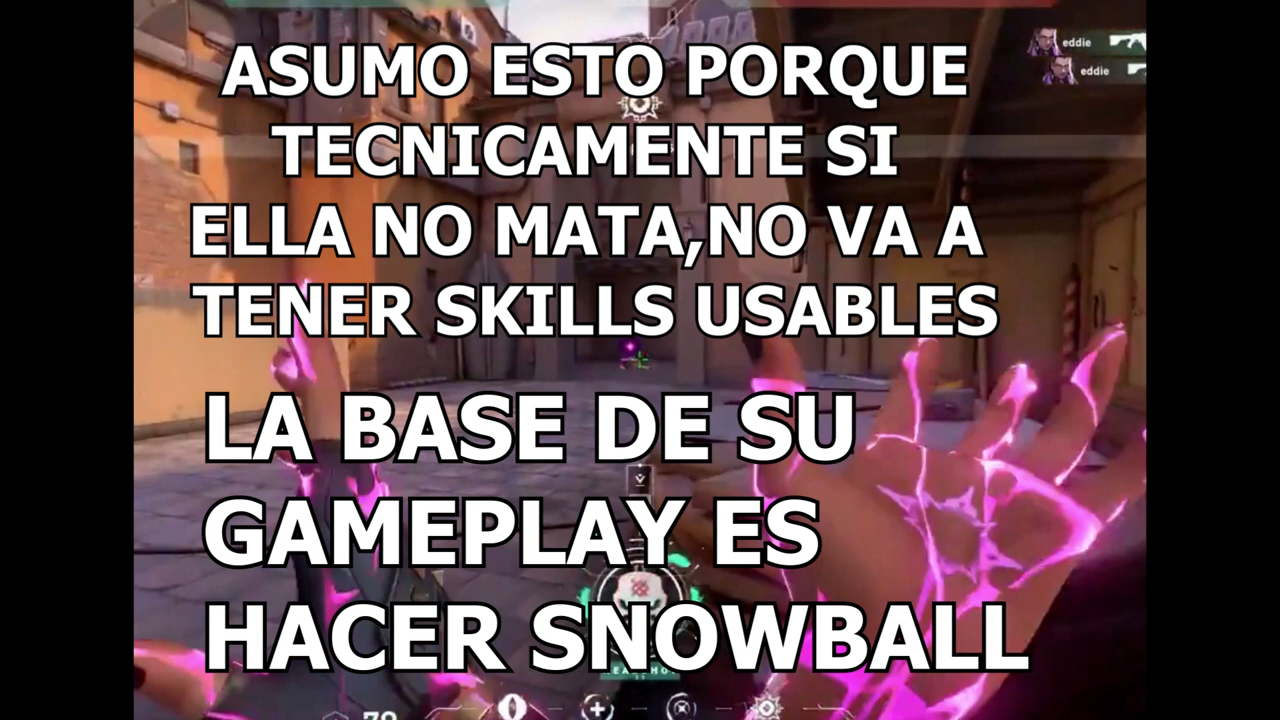 eddie
eddie
ASUMO ESTO PORQUE
TECNICAMENTE SI
ELLA NO MATA,NO VA A
TENER SKILLS USABLES
LA BASE DE SU
GAMEPLAY ES
HACER SNOWBALL